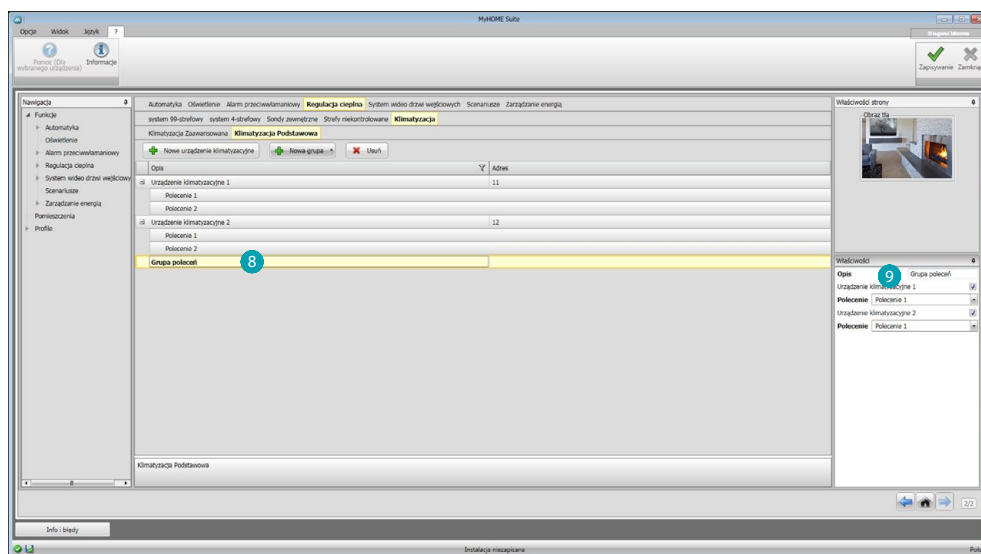 MyHOME Suite
Opcje Widok Język ?
Pomoc (Dla wybranego urządzenia)
Informacje
Zapisywanie
Nawigacja
Funkcje
Automatyka
Oświetlenie
Alarm przeciwwłamaniowy
Regulacja cieplna
System wideo drzwi wejściowy
Scenariusze
Zarządzanie energią
Pomieszczenia
Profile
Automatyka Oświetlenie Alarm przeciwwłamaniowy Regulacja cieplna System wideo drzwi wejściowych Scenariusze Zarządzanie energią
system 99-strefowy system 4-strefowy Sondy zewnętrzne Strefy niekontrolowane Klimatyzacja
Klimatyzacja Zaawansowana Klimatyzacja Podstawowa
Nowe urządzenie klimatyzacyjne Nowa grupa Usuń
Opis Adres
Urządzenie klimatyzacyjne 1 11
Polecenie 1
Polecenie 2
Urządzenie klimatyzacyjne 2 12
Polecenie 1
Polecenie 2
Grupa poleceń 8
Klimatyzacja Podstawowa
Właściwości strony
Obraz tła
Właściwości
Opis 9 Grupa poleceń
Urządzenie klimatyzacyjne 1
Polecenie Polecenie 1
Urządzenie klimatyzacyjne 2
Polecenie Polecenie 1
2/2
Info i błędy
Instalacja niezapisana